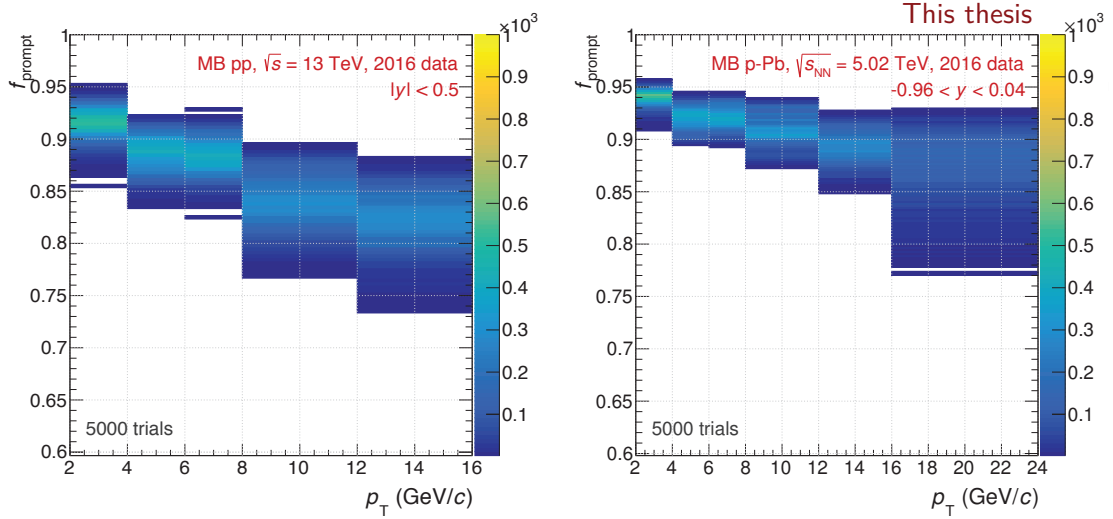 This thesis
×10³
f_prompt
1
0.95
0.9
0.85
0.8
0.75
0.7
0.65
0.6
MB pp, √s = 13 TeV, 2016 data
|y| < 0.5
5000 trials
0.9
0.8
0.7
0.6
0.5
0.4
0.3
0.2
0.1
2 4 6 8 10 12 14 16
p_T (GeV/c)
×10³
f_prompt
1
0.95
0.9
0.85
0.8
0.75
0.7
0.65
0.6
MB p-Pb, √s_NN = 5.02 TeV, 2016 data
-0.96 < y < 0.04
5000 trials
0.9
0.8
0.7
0.6
0.5
0.4
0.3
0.2
0.1
2 4 6 8 10 12 14 16 18 20 22 24
p_T (GeV/c)